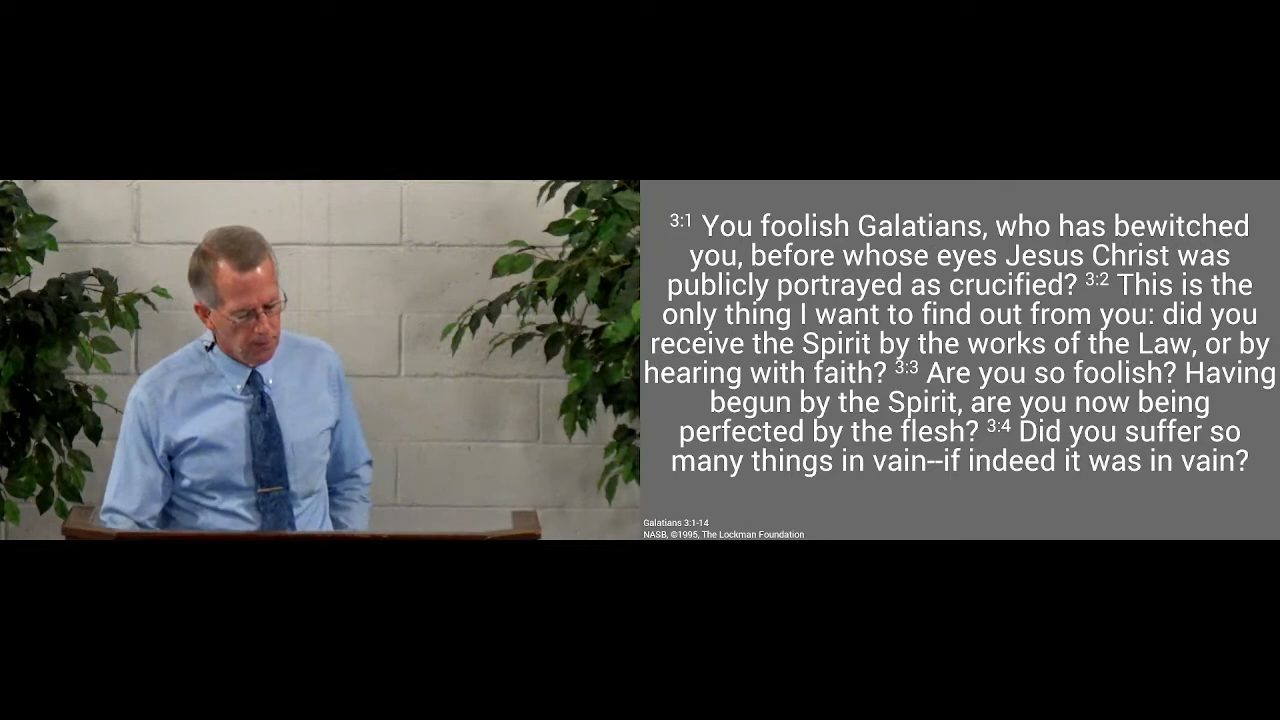 3:1 You foolish Galatians, who has bewitched
you, before whose eyes Jesus Christ was
publicly portrayed as crucified? 3:2 This is the
only thing I want to find out from you: did you
receive the Spirit by the works of the Law, or by
hearing with faith? 3:3 Are you so foolish? Having
begun by the Spirit, are you now being
perfected by the flesh? 3:4 Did you suffer so
many things in vain--if indeed it was in vain?
Galatians 3:1-14
NASB, ©1995, The Lockman Foundation